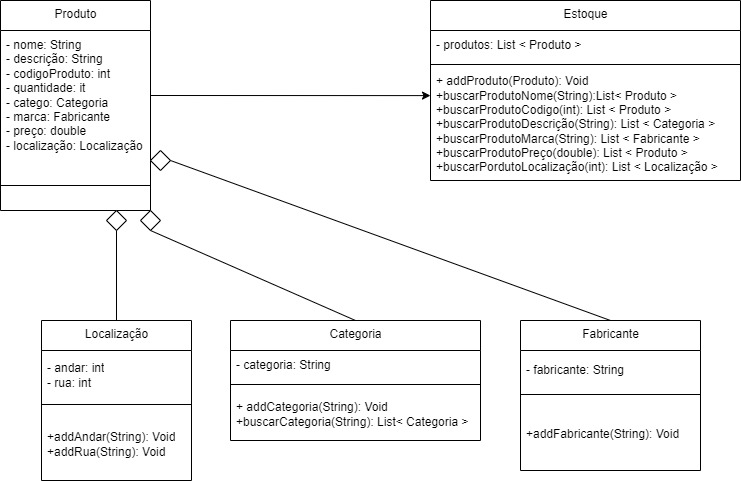 Produto
- nome: String
- descrição: String
- codigoProduto: int
- quantidade: it
- catego: Categoria
- marca: Fabricante
- preço: double
- localização: Localização
Estoque
- produtos: List < Produto >
+ addProduto(Produto): Void
+buscarProdutoNome(String):List< Produto >
+buscarProdutoCodigo(int): List < Produto >
+buscarProdutoDescrição(String): List < Categoria >
+buscarProdutoMarca(String): List < Fabricante >
+buscarProdutoPreço(double): List < Produto >
+buscarPordutoLocalização(int): List < Localização >
Localização
- andar: int
- rua: int
+addAndar(String): Void
+addRua(String): Void
Categoria
- categoria: String
+ addCategoria(String): Void
+buscarCategoria(String): List< Categoria >
Fabricante
- fabricante: String
+addFabricante(String): Void